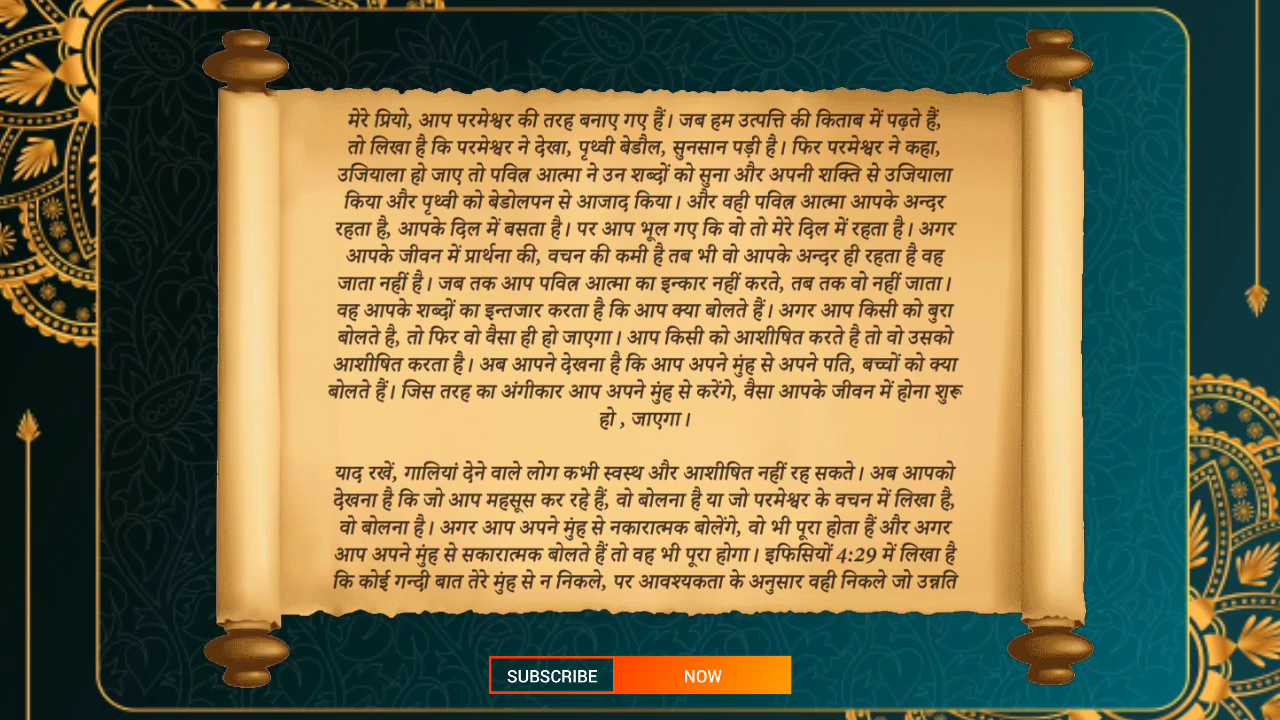 मेरे प्रियो, आप परमेश्वर की तरह बनाए गए हैं। जब हम उत्पत्ति की किताब में पढ़ते हैं,
तो लिखा है कि परमेश्वर ने देखा, पृथ्वी बेडौल, सुनसान पड़ी है। फिर परमेश्वर ने कहा,
उजियाला हो जाए तो पवित्र आत्मा ने उन शब्दों को सुना और अपनी शक्ति से उजियाला
किया और पृथ्वी को बेडोलपन से आजाद किया। और वही पवित्र आत्मा आपके अन्दर
रहता है, आपके दिल में बसता है। पर आप भूल गए कि वो तो मेरे दिल में रहता है। अगर
आपके जीवन में प्रार्थना की, वचन की कमी है तब भी वो आपके अन्दर ही रहता है वह
जाता नहीं है। जब तक आप पवित्र आत्मा का इन्कार नहीं करते, तब तक वो नहीं जाता।
वह आपके शब्दों का इन्तजार करता है कि आप क्या बोलते हैं। अगर आप किसी को बुरा
बोलते है, तो फिर वो वैसा ही हो जाएगा। आप किसी को आशीषित करते है तो वो उसको
आशीषित करता है। अब आपने देखना है कि आप अपने मुंह से अपने पति, बच्चों को क्या
बोलते हैं। जिस तरह का अंगीकार आप अपने मुंह से करेंगे, वैसा आपके जीवन में होना शुरू
हो , जाएगा।
याद रखें, गालियां देने वाले लोग कभी स्वस्थ और आशीषित नहीं रह सकते। अब आपको
देखना है कि जो आप महसूस कर रहे हैं, वो बोलना है या जो परमेश्वर के वचन में लिखा है,
वो बोलना है। अगर आप अपने मुंह से नकारात्मक बोलेंगे, वो भी पूरा होता हैं और अगर
आप अपने मुंह से सकारात्मक बोलते हैं तो वह भी पूरा होगा। इफिसियों 4:29 में लिखा है
कि कोई गन्दी बात तेरे मुंह से न निकले, पर आवश्यकता के अनुसार वही निकले जो उन्नति
SUBSCRIBE NOW